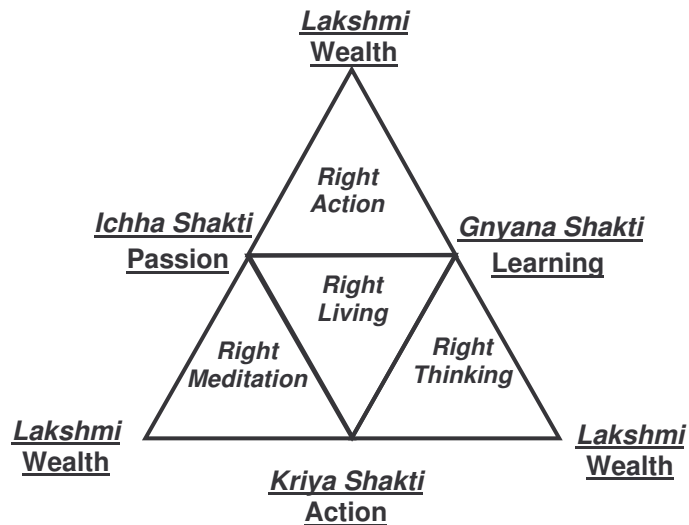 Lakshmi
Wealth
Right
Action
Ichha Shakti
Passion
Gnyana Shakti
Learning
Right
Living
Right
Meditation
Right
Thinking
Lakshmi
Wealth
Kriya Shakti
Action
Lakshmi
Wealth